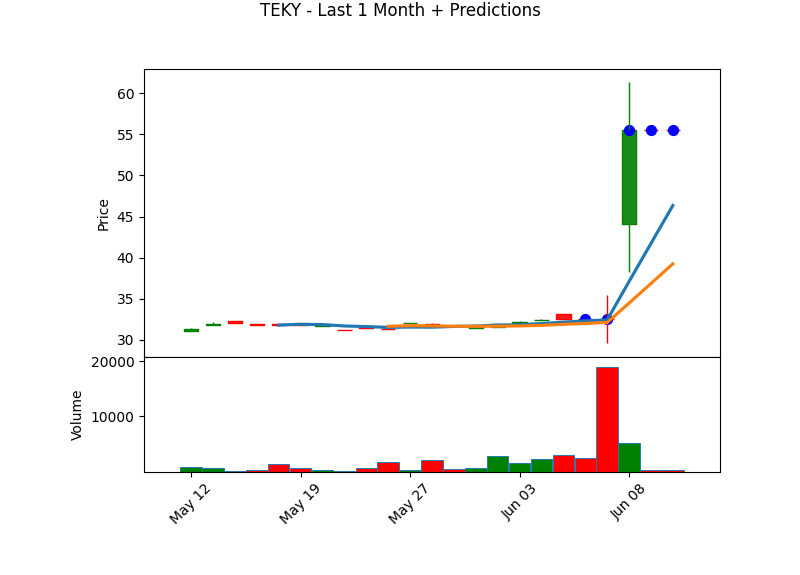 TEKY - Last 1 Month + Predictions
Price
60
55
50
45
40
35
30
Volume
20000
10000
May 12
May 19
May 27
Jun 03
Jun 08